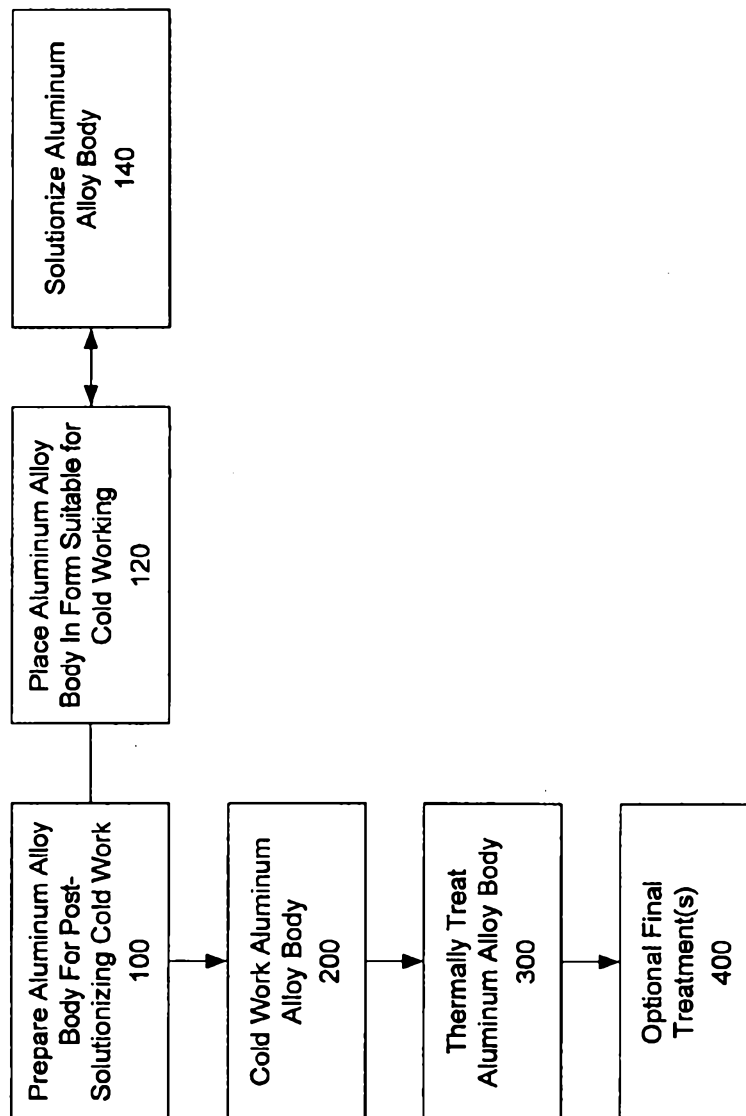 Prepare Aluminum Alloy
Body For Post-
Solutionizing Cold Work
100
Place Aluminum Alloy
Body In Form Suitable for
Cold Working
120
Solutionize Aluminum
Alloy Body
140
Cold Work Aluminum
Alloy Body
200
Thermally Treat
Aluminum Alloy Body
300
Optional Final
Treatment(s)
400